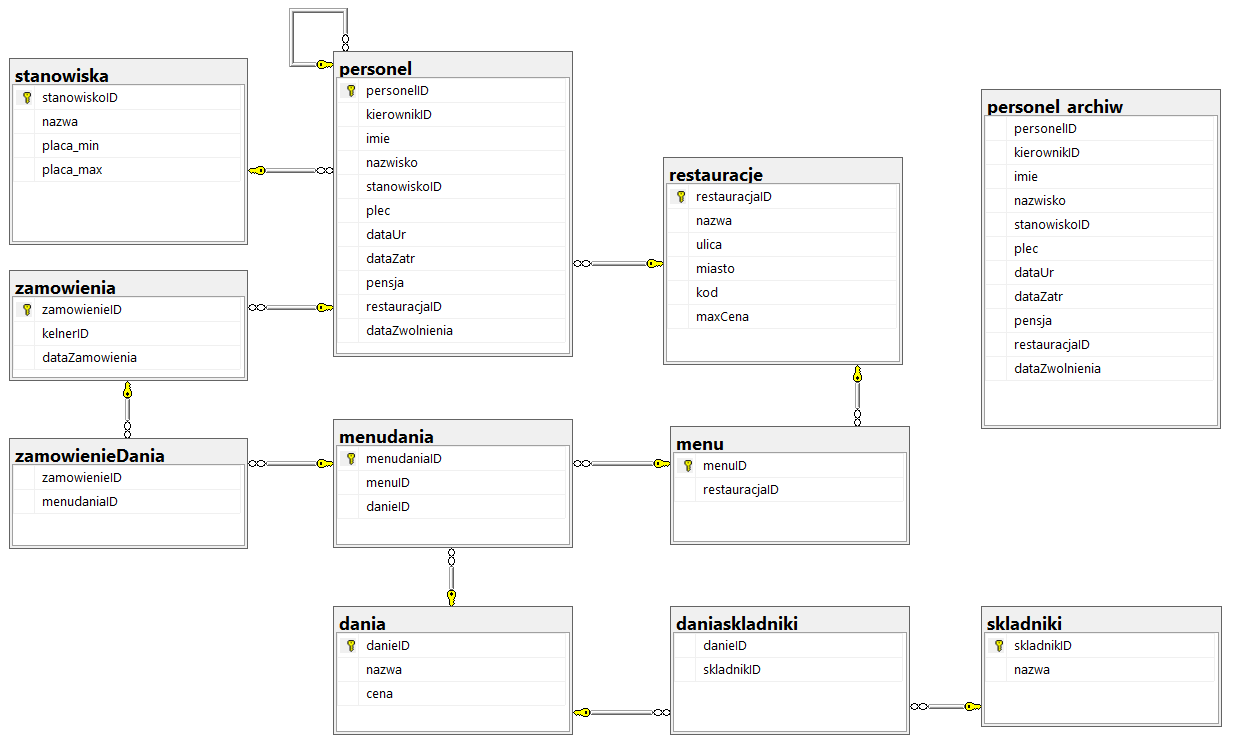 stanowiska
stanowiskoID
nazwa
placa_min
placa_max
personel
personelID
kierownikID
imie
nazwisko
stanowiskoID
plec
dataUr
dataZatr
pensja
restauracjaID
dataZwolnienia
restauracje
restauracjaID
nazwa
ulica
miasto
kod
maxCena
personel_archiw
personelID
kierownikID
imie
nazwisko
stanowiskoID
plec
dataUr
dataZatr
pensja
restauracjaID
dataZwolnienia
zamowienia
zamowienieID
kelnerID
dataZamowienia
zamowienieDania
zamowienieID
menudaniaID
menudania
menudaniaID
menuID
danieID
menu
menuID
restauracjaID
dania
danieID
nazwa
cena
daniaskladniki
danieID
skladnikID
skladniki
skladnikID
nazwa